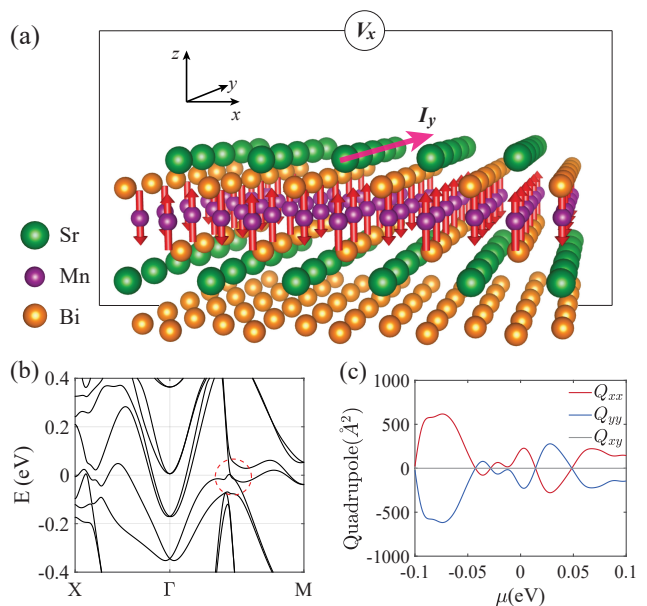 (a)
V_x
z
y
x
I_y
Sr
Mn
Bi
(b)
0.4
0.2
0
-0.2
-0.4
E (eV)
X
Γ
M
(c)
1000
500
0
-500
-1000
Quadrupole(Å²)
Q_xx
Q_yy
Q_xy
-0.1
-0.05
0
0.05
0.1
μ(eV)